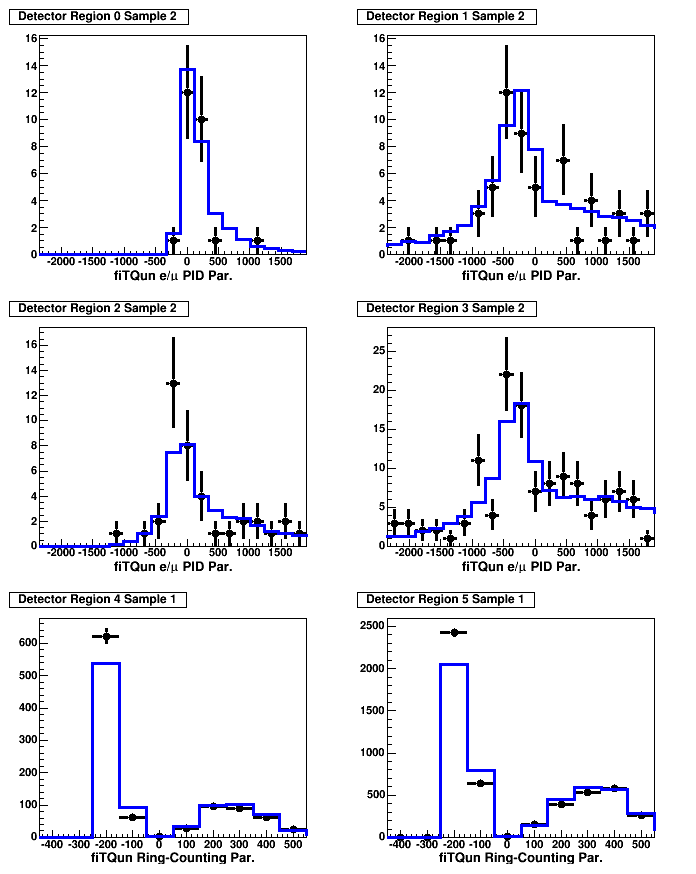 Detector Region 0 Sample 2
16
14
12
10
8
6
4
2
0
-2000 -1500 -1000 -500 0 500 1000 1500
fiTQun e/μ PID Par.
Detector Region 1 Sample 2
16
14
12
10
8
6
4
2
0
-2000 -1500 -1000 -500 0 500 1000 1500
fiTQun e/μ PID Par.
Detector Region 2 Sample 2
16
14
12
10
8
6
4
2
0
-2000 -1500 -1000 -500 0 500 1000 1500
fiTQun e/μ PID Par.
Detector Region 3 Sample 2
25
20
15
10
5
0
-2000 -1500 -1000 -500 0 500 1000 1500
fiTQun e/μ PID Par.
Detector Region 4 Sample 1
600
500
400
300
200
100
0
-400 -300 -200 -100 0 100 200 300 400 500
fiTQun Ring-Counting Par.
Detector Region 5 Sample 1
2500
2000
1500
1000
500
0
-400 -300 -200 -100 0 100 200 300 400 500
fiTQun Ring-Counting Par.